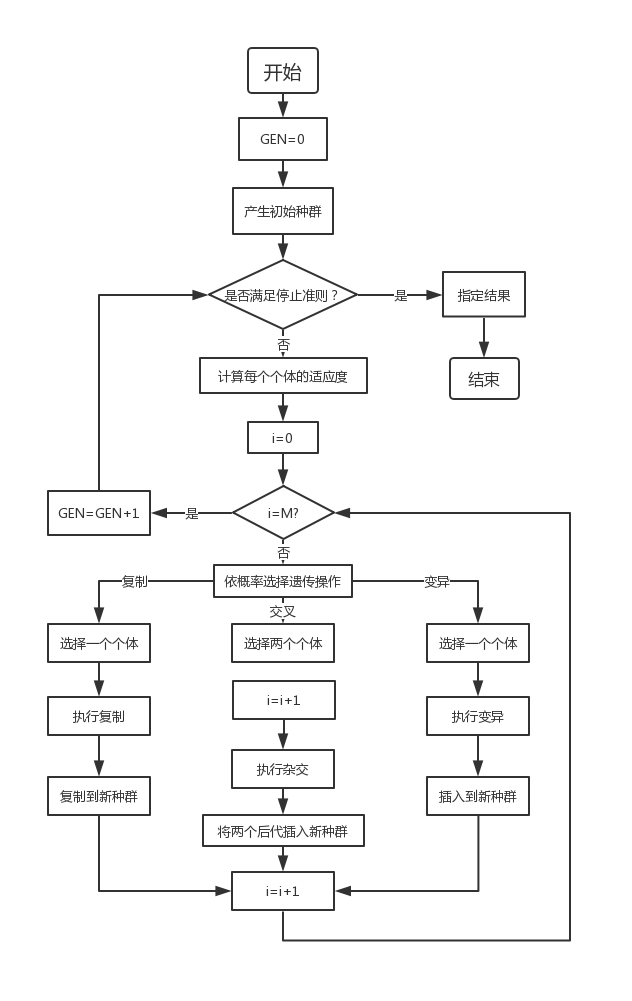 开始
GEN=0
产生初始种群
是否满足停止准则？
是
指定结果
结束
否
计算每个个体的适应度
i=0
i=M?
是
GEN=GEN+1
否
依概率选择遗传操作
复制
交叉
变异
选择一个个体
选择两个个体
选择一个个体
i=i+1
执行复制
执行变异
执行杂交
复制到新种群
插入到新种群
将两个后代插入新种群
i=i+1